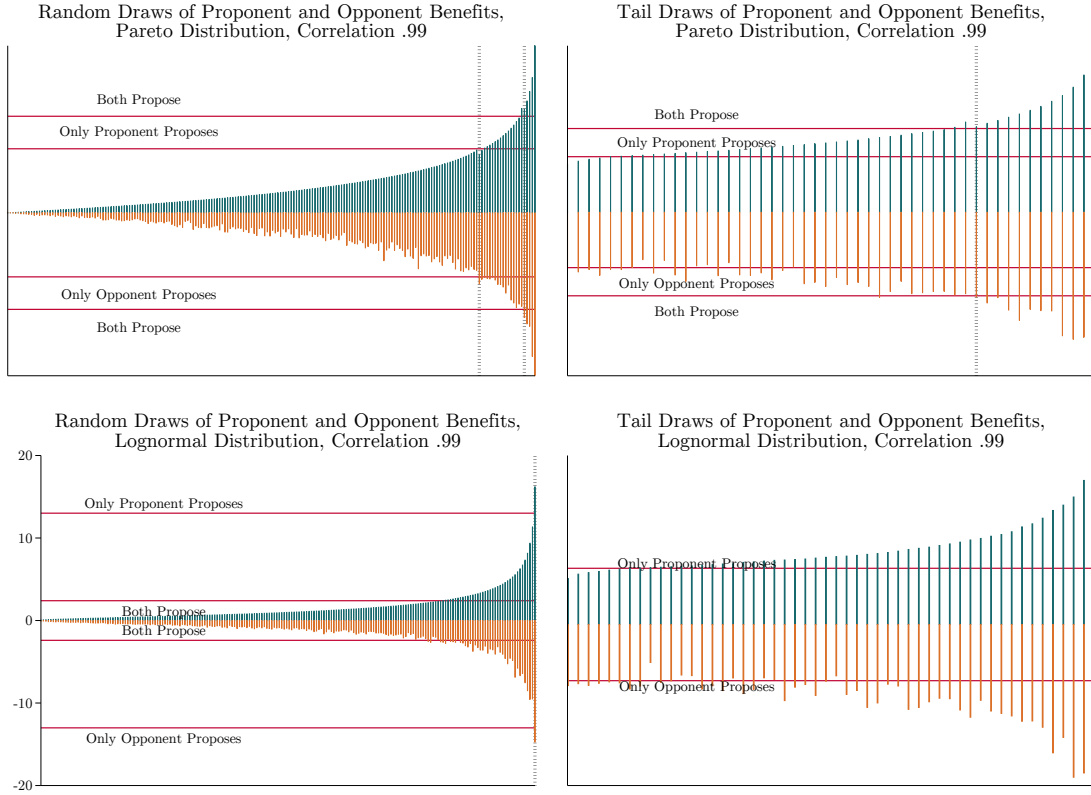 Random Draws of Proponent and Opponent Benefits,
Pareto Distribution, Correlation .99
Both Propose
Only Proponent Proposes
Only Opponent Proposes
Both Propose
Tail Draws of Proponent and Opponent Benefits,
Pareto Distribution, Correlation .99
Both Propose
Only Proponent Proposes
Only Opponent Proposes
Both Propose
Random Draws of Proponent and Opponent Benefits,
Lognormal Distribution, Correlation .99
20
Only Proponent Proposes
10
Both Propose
0
Both Propose
-10
Only Opponent Proposes
-20
Tail Draws of Proponent and Opponent Benefits,
Lognormal Distribution, Correlation .99
Only Proponent Proposes
Only Opponent Proposes